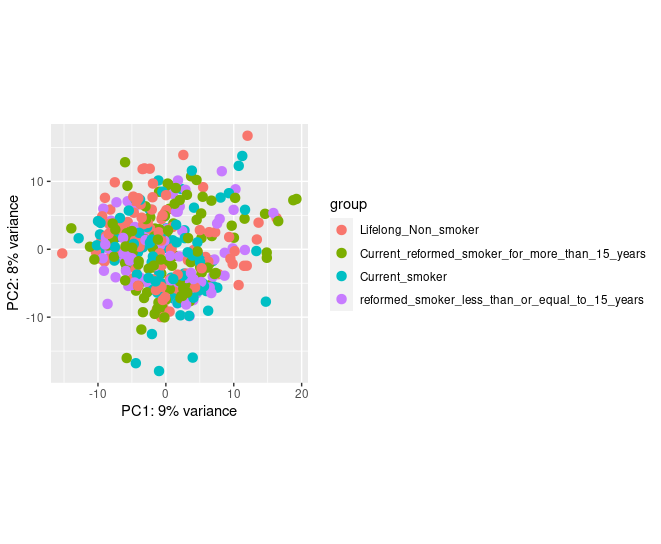 group
Lifelong_Non_smoker
Current_reformed_smoker_for_more_than_15_years
Current_smoker
reformed_smoker_less_than_or_equal_to_15_years
PC2: 8% variance
10
0
-10
-10
0
10
20
PC1: 9% variance